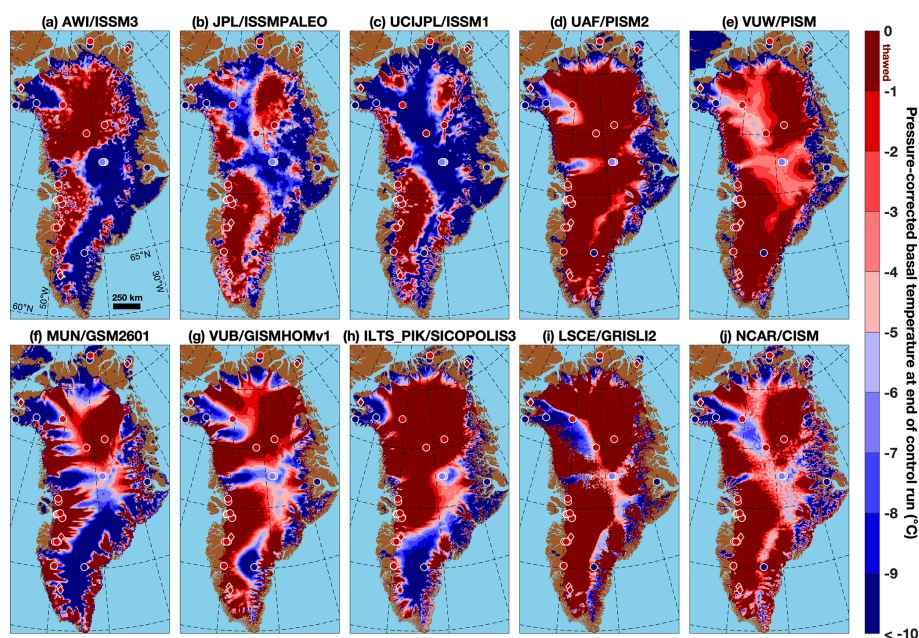 (a) AWI/ISSM3
(b) JPL/ISSMPALEO
(c) UCIJPL/ISSM1
(d) UAF/PISM2
(e) VUW/PISM
65°N
30°W
50°W
60°N
250 km
(f) MUN/GSM2601
(g) VUB/GISMHOMv1
(h) ILTS_PIK/SICOPOLIS3
(i) LSCE/GRISLI2
(j) NCAR/CISM
0
thawed
-1
-2
-3
-4
-5
-6
-7
-8
-9
< -10
Pressure-corrected basal temperature at end of control run (°C)